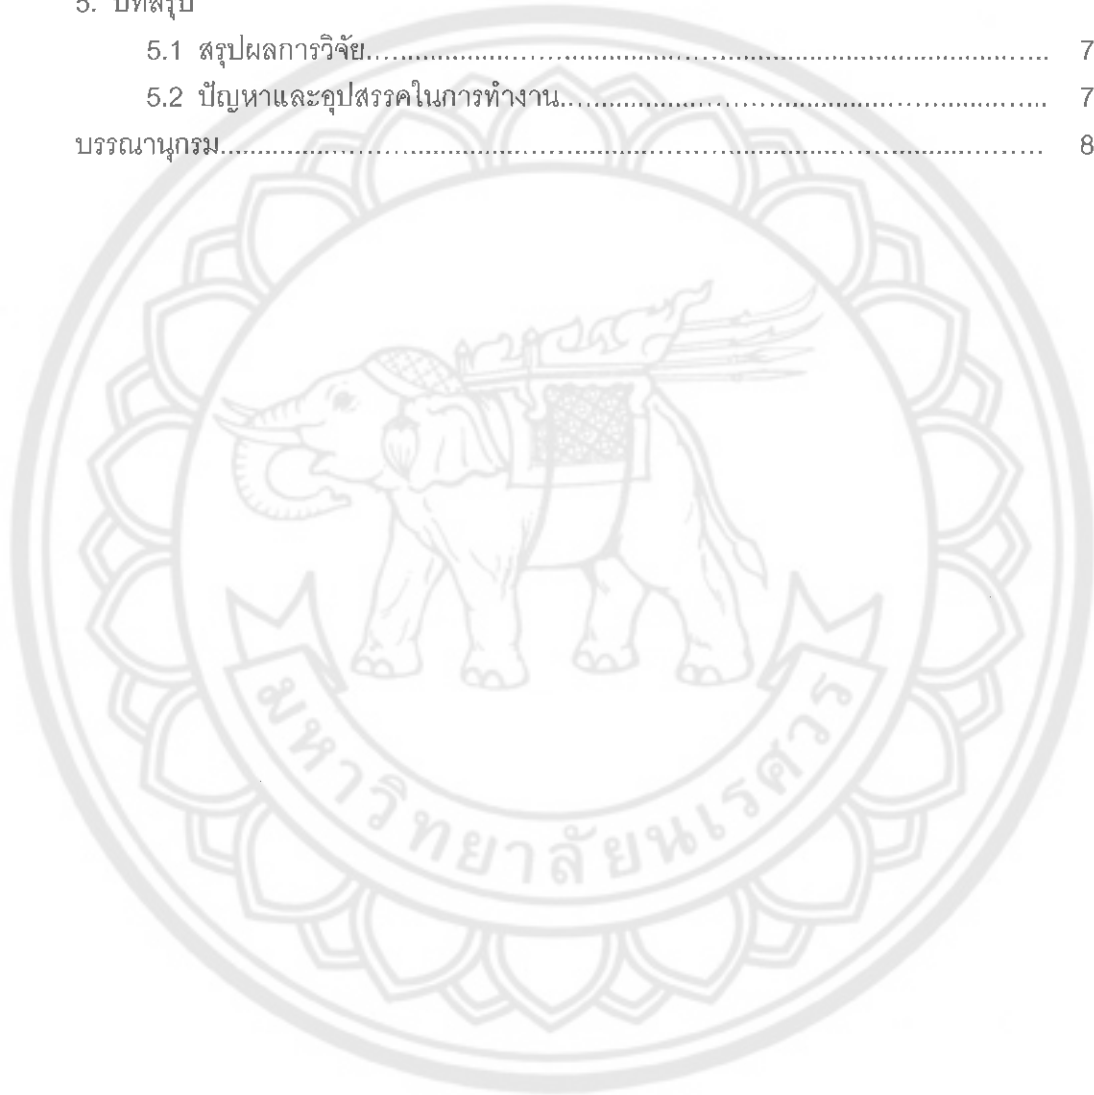 5. บทสรุป
5.1 สรุปผลการวิจัย........................................................................ 7
5.2 ปัญหาและอุปสรรคในการทำงาน........................................................ 7
บรรณานุกรม........................................................................ 8
มหาวิทยาลัยนเรศวร